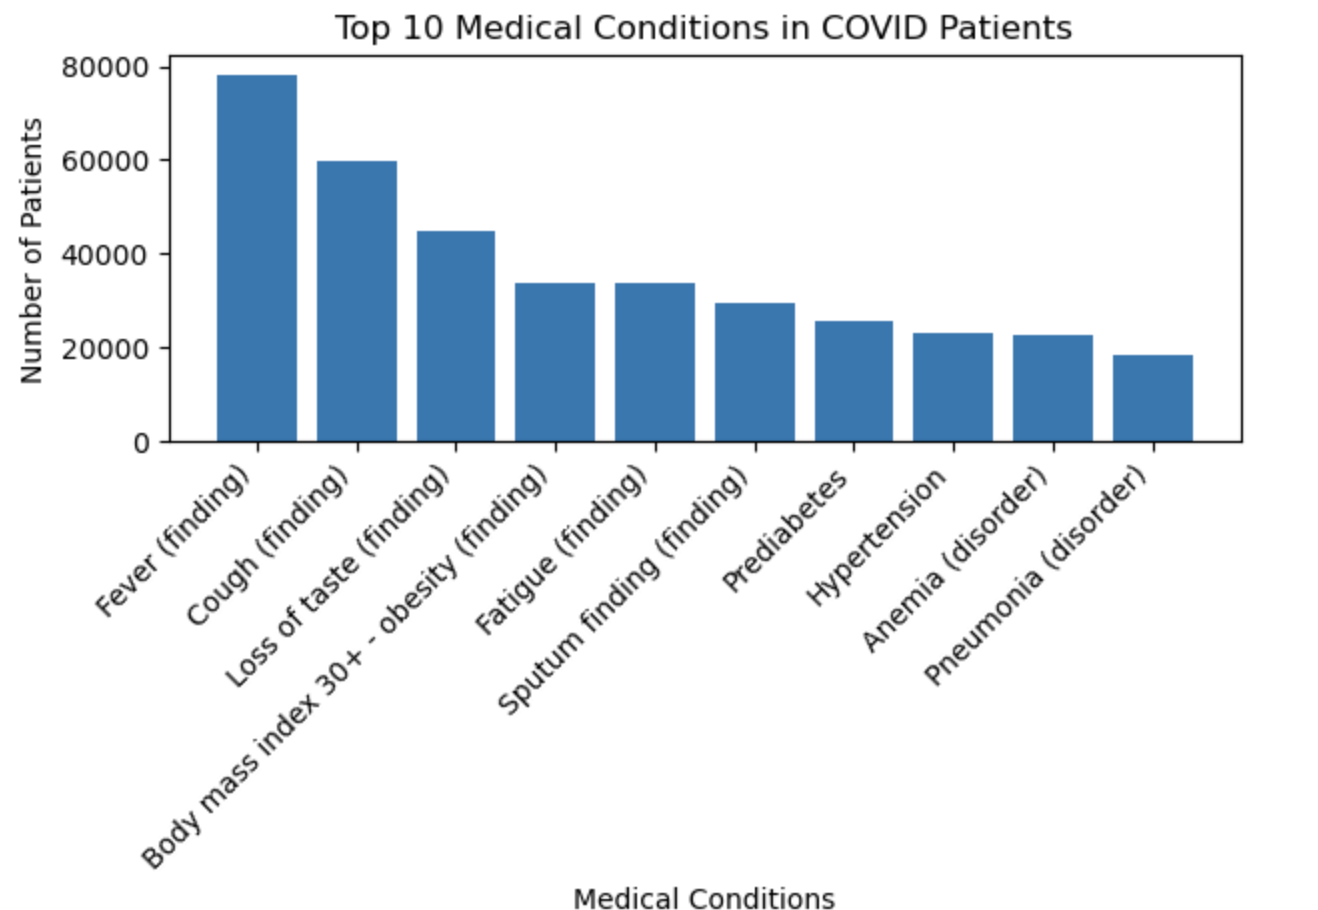 Top 10 Medical Conditions in COVID Patients
Number of Patients
80000
60000
40000
20000
0
Fever (finding)
Cough (finding)
Loss of taste (finding)
Body mass index 30+ - obesity (finding)
Fatigue (finding)
Sputum finding (finding)
Prediabetes
Hypertension
Anemia (disorder)
Pneumonia (disorder)
Medical Conditions